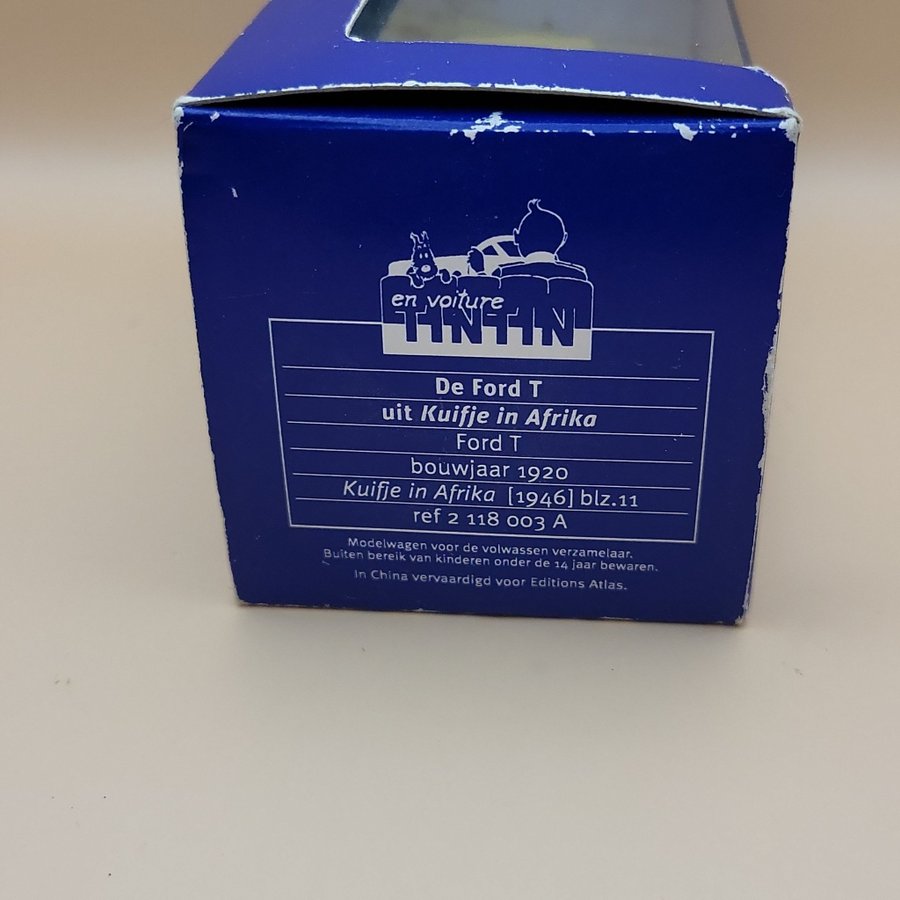 en voiture
TINTIN
De Ford T
uit Kuifje in Afrika
Ford T
bouwjaar 1920
Kuifje in Afrika [1946] blz.11
ref 2 118 003 A
Modelwagen voor de volwassen verzamelaar.
Buiten bereik van kinderen onder de 14 jaar bewaren.
In China vervaardigd voor Editions Atlas.